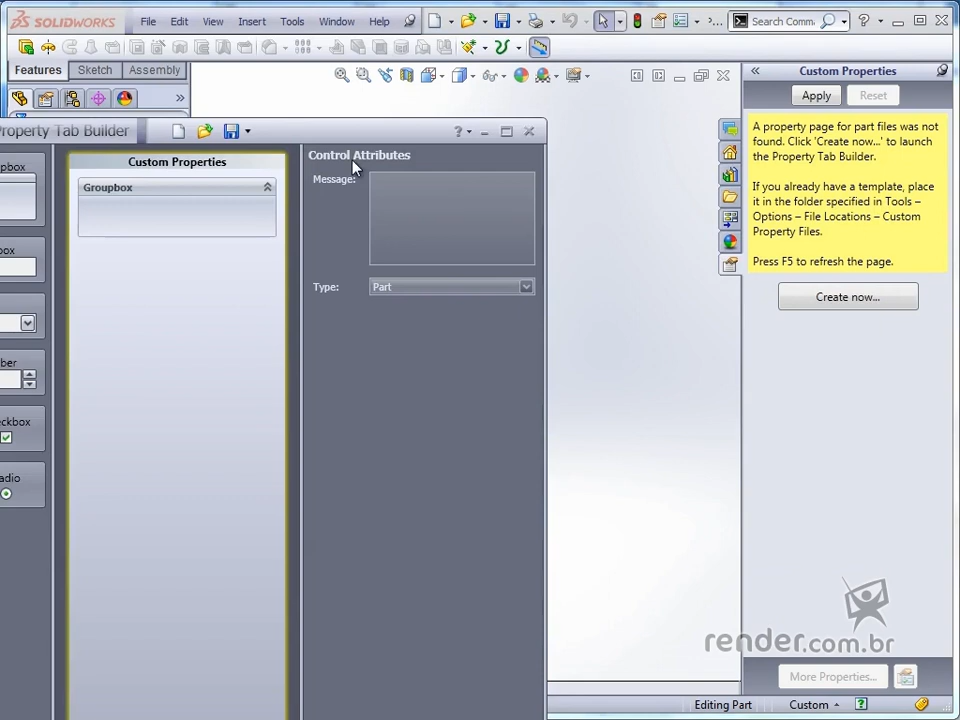 SOLIDWORKS
File Edit View Insert Tools Window Help
... Search Comma
Features Sketch Assembly
Custom Properties
Apply Reset
A property page for part files was not
found. Click 'Create now...' to launch
the Property Tab Builder.
If you already have a template, place
it in the folder specified in Tools –
Options – File Locations – Custom
Property Files.
Press F5 to refresh the page.
Create now...
More Properties...
roperty Tab Builder
pbox
box
ber
eckbox
adio
Custom Properties
Groupbox
Control Attributes
Message:
Type: Part
render.com.br
Editing Part Custom